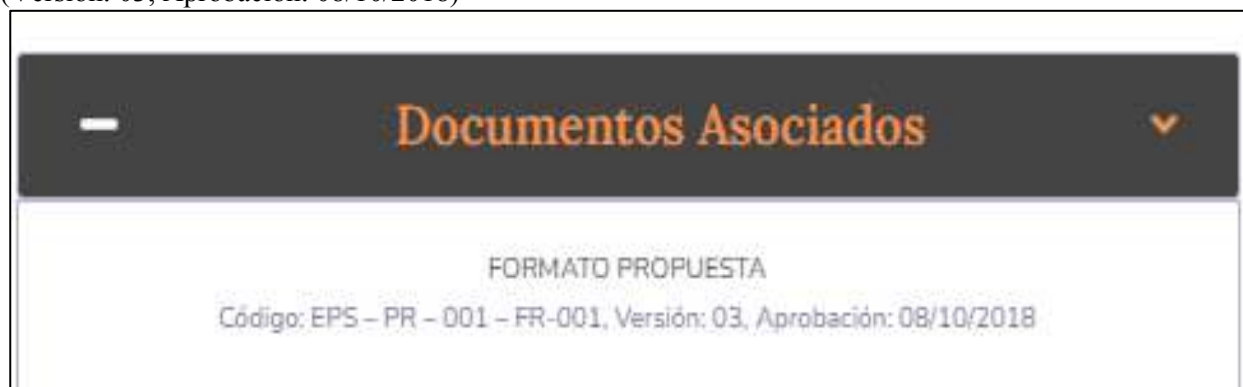 (Versión: 03, Aprobación: 08/10/2018)
Documentos Asociados
FORMATO PROPUESTA
Código: EPS – PR – 001 – FR-001, Versión: 03, Aprobación: 08/10/2018